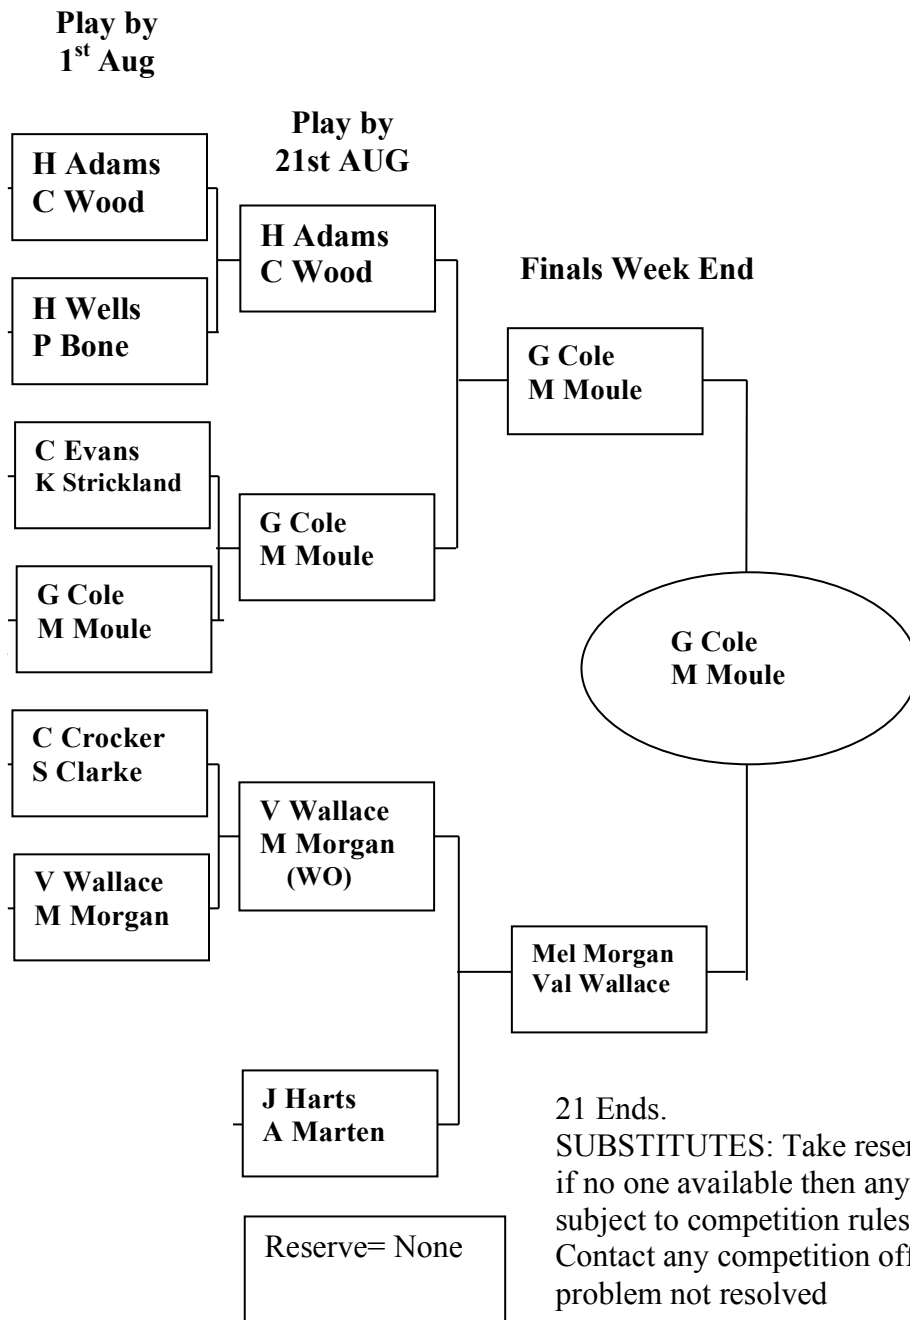 Play by
1st Aug
Play by
21st AUG
Finals Week End
H Adams
C Wood
H Wells
P Bone
C Evans
K Strickland
G Cole
M Moule
C Crocker
S Clarke
V Wallace
M Morgan
H Adams
C Wood
G Cole
M Moule
V Wallace
M Morgan
(WO)
J Harts
A Marten
G Cole
M Moule
Mel Morgan
Val Wallace
G Cole
M Moule
Reserve= None
21 Ends.
SUBSTITUTES: Take
if no one available then any
subject to competition rules
Contact any competition
problem not resolved